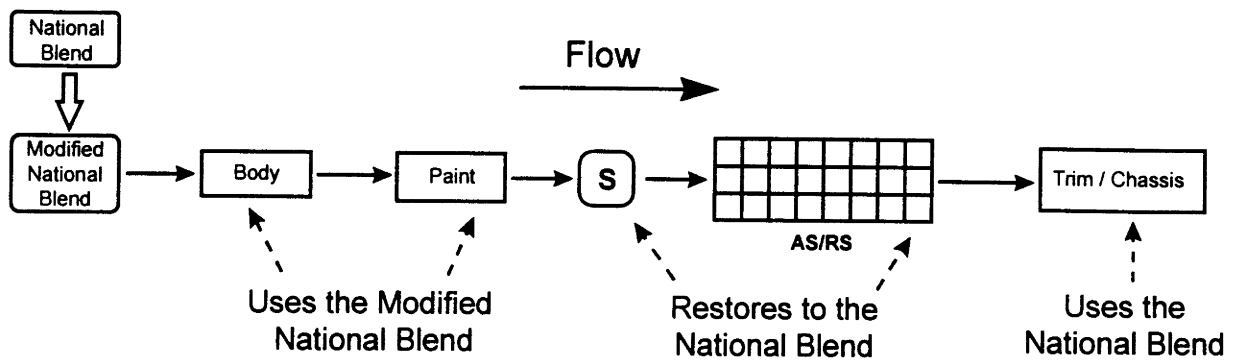 National
Blend
Flow
Modified
National
Blend
Body
Paint
S
AS/RS
Trim / Chassis
Uses the Modified
National Blend
Restores to the
National Blend
Uses the
National Blend